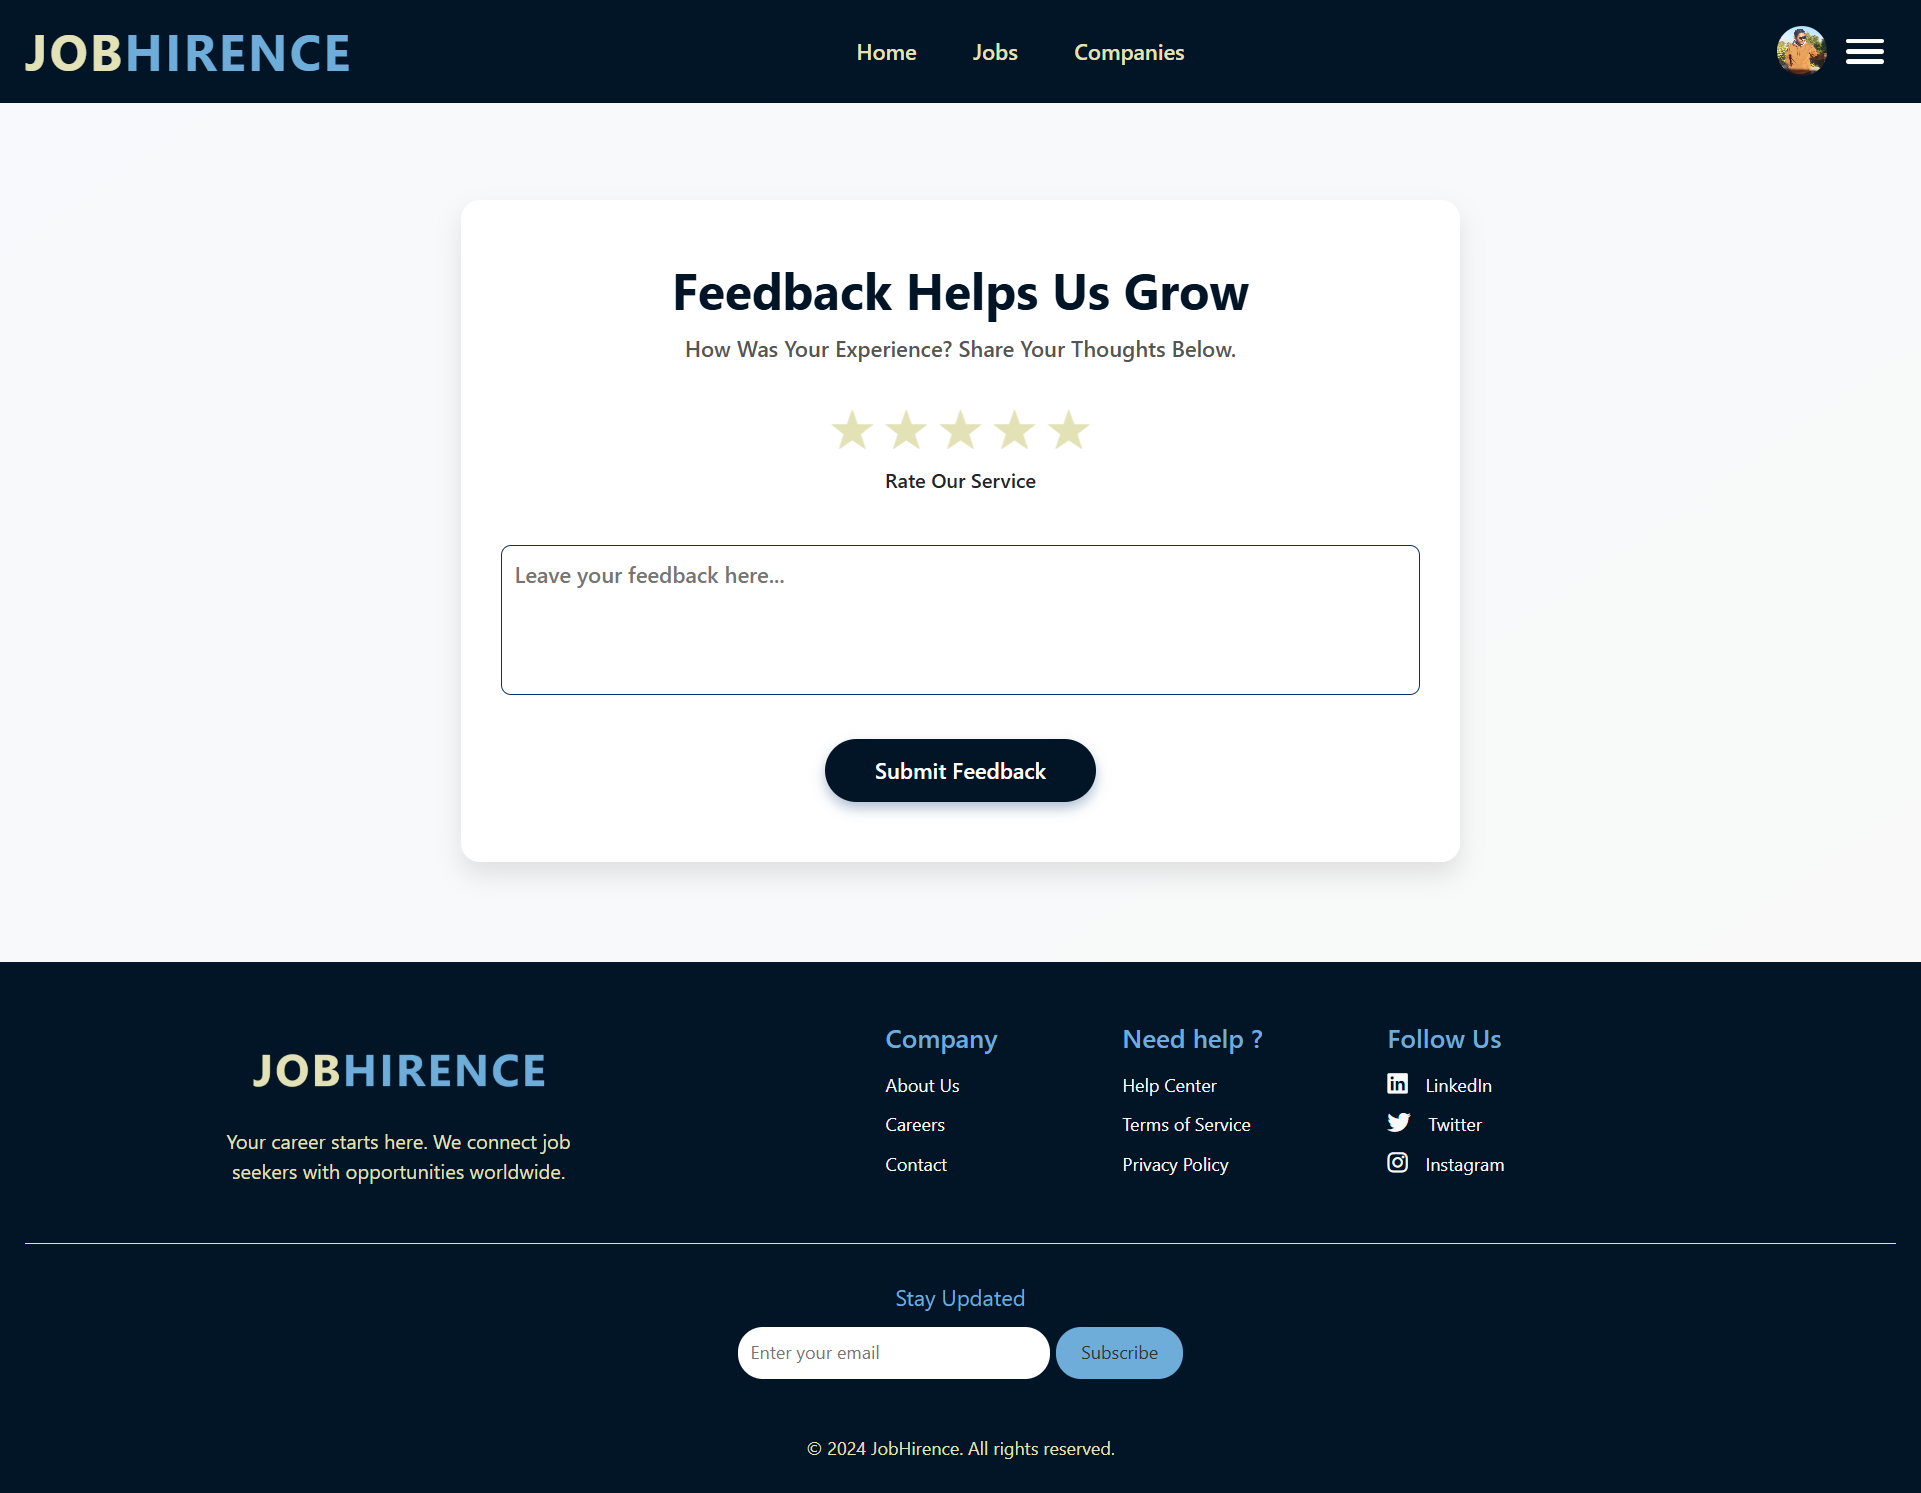 JOBHIRENCE
Home
Jobs
Companies
Feedback Helps Us Grow
How Was Your Experience? Share Your Thoughts Below.
Rate Our Service
Leave your feedback here...
Submit Feedback
JOBHIRENCE
Your career starts here. We connect job
seekers with opportunities worldwide.
Company
About Us
Careers
Contact
Need help ?
Help Center
Terms of Service
Privacy Policy
Follow Us
LinkedIn
Twitter
Instagram
Stay Updated
Enter your email
Subscribe
© 2024 JobHirence. All rights reserved.